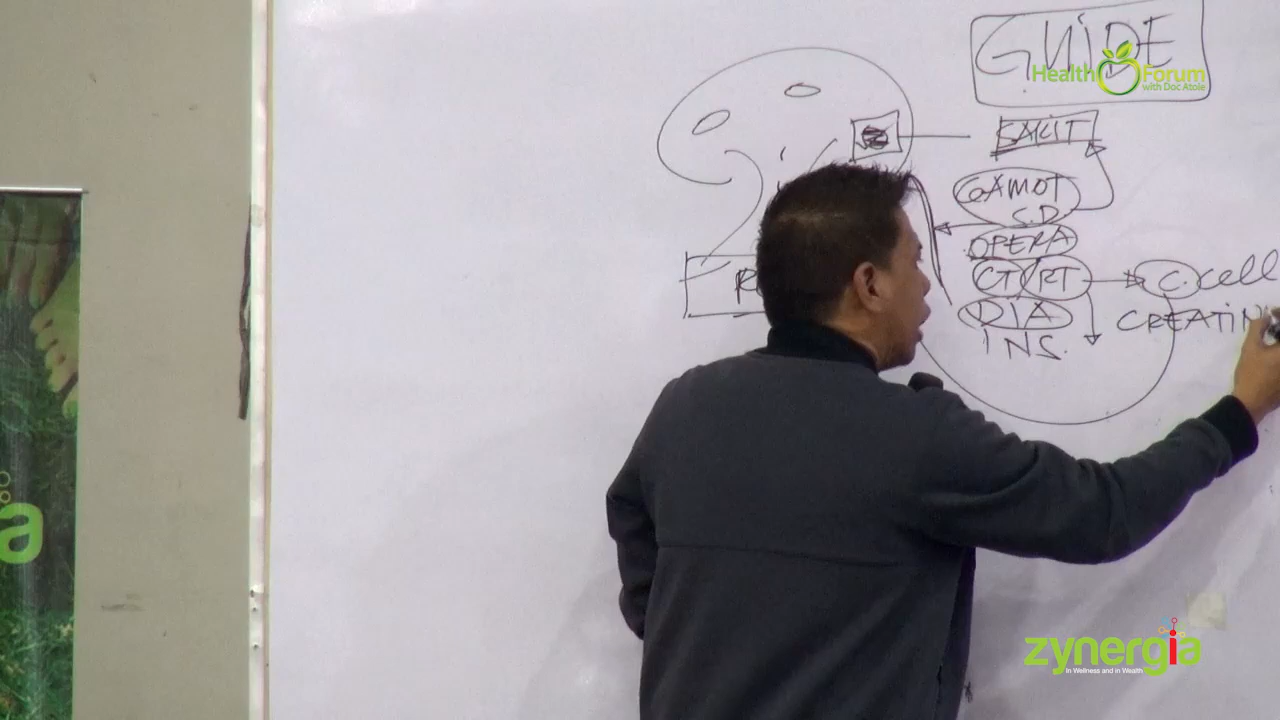 GUIDE
Health Forum
with Doc Atoie
SAKIT
GAMOT
S.D
OPERA
CT/RT
C. cell
DIA
CREATIN
INS.
R
a
zynergia
In Wellness and in Wealth